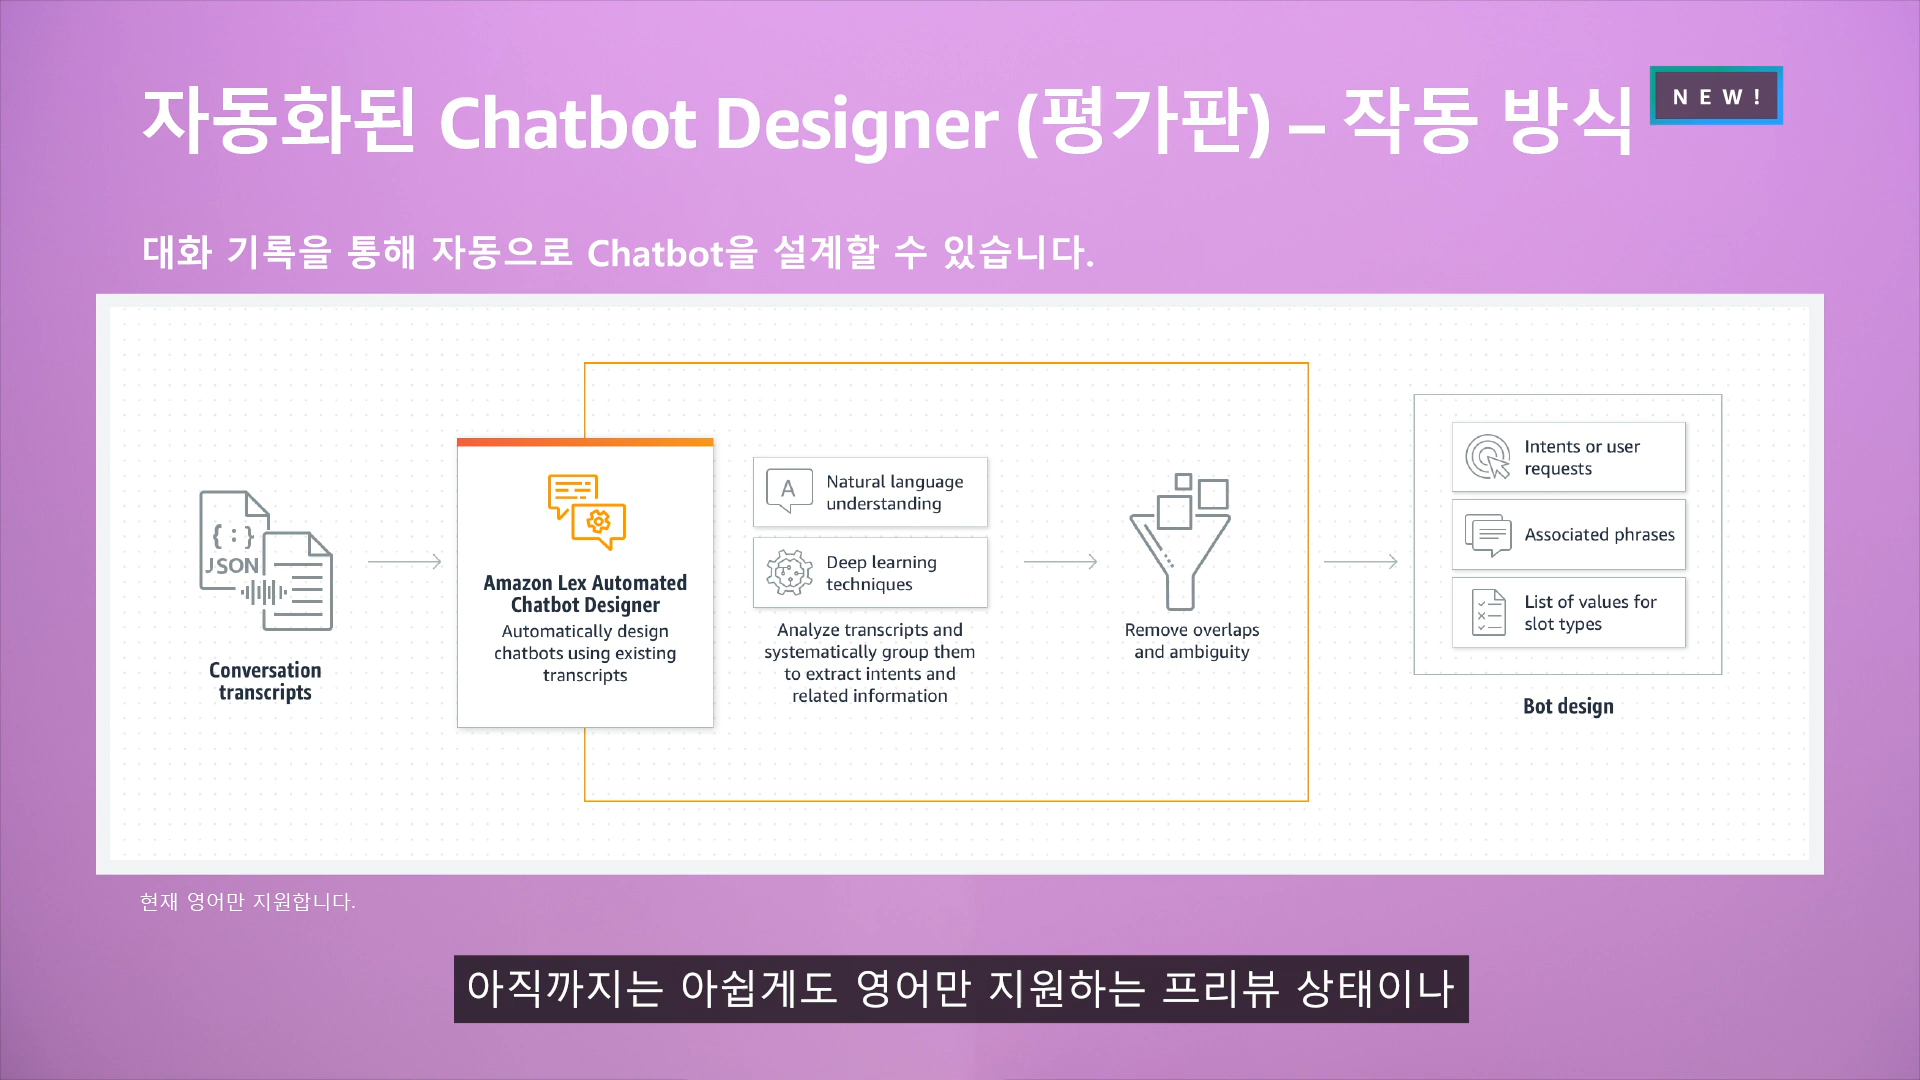 자동화된 Chatbot Designer (평가판) – 작동 방식
NEW!
대화 기록을 통해 자동으로 Chatbot을 설계할 수 있습니다.
{:}
JSON
Conversation
transcripts
Amazon Lex Automated
Chatbot Designer
Automatically design
chatbots using existing
transcripts
A
Natural language
understanding
Deep learning
techniques
Analyze transcripts and
systematically group them
to extract intents and
related information
Remove overlaps
and ambiguity
Intents or user
requests
Associated phrases
List of values for
slot types
Bot design
현재 영어만 지원합니다.
아직까지는 아쉽게도 영어만 지원하는 프리뷰 상태이나